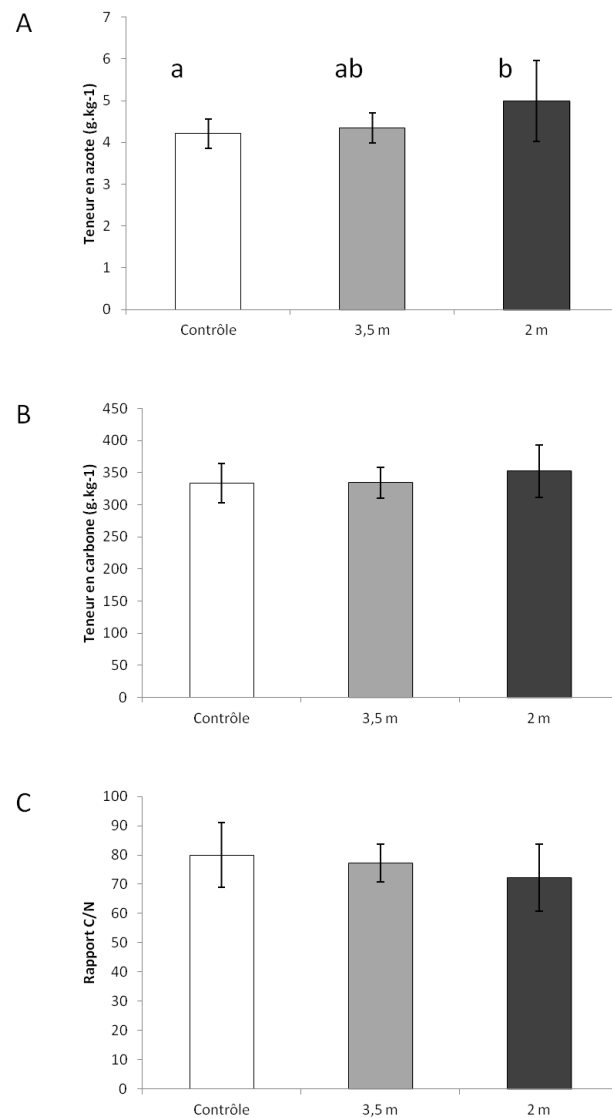 A
Teneur en azote (g.kg-1)
7
6
5
4
3
2
1
0
a ab b
Contrôle 3,5 m 2 m
B
Teneur en carbone (g.kg-1)
450
400
350
300
250
200
150
100
50
0
Contrôle 3,5 m 2 m
C
Rapport C/N
100
90
80
70
60
50
40
30
20
10
0
Contrôle 3,5 m 2 m